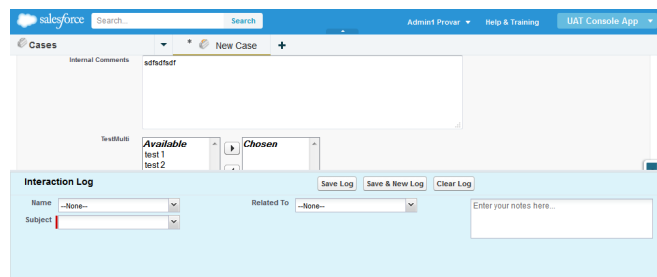 salesforce Search... Search Admin1 Provar Help & Training UAT Console App
Cases * New Case +
Internal Comments sdfsdfsdf
TestMulti Available Chosen
test 1
test 2
Interaction Log Save Log Save & New Log Clear Log
Name --None-- Related To --None-- Enter your notes here...
Subject